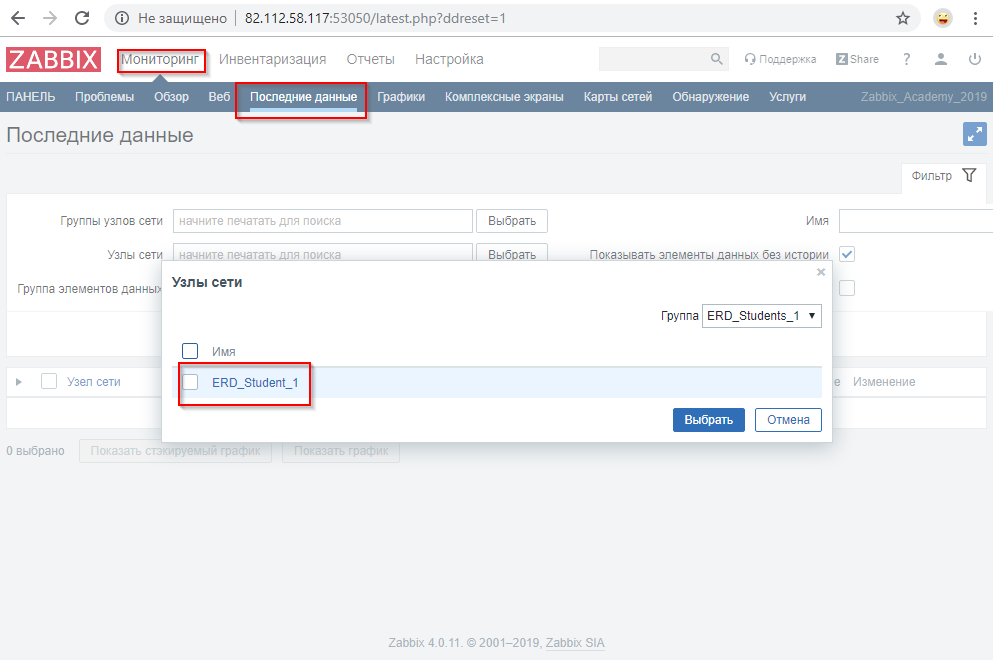 Не защищено 82.112.58.117:53050/latest.php?ddreset=1
ZABBIX Мониторинг Инвентаризация Отчеты Настройка Поддержка Z Share ?
ПАНЕЛЬ Проблемы Обзор Веб Последние данные Графики Комплексные экраны Карты сетей Обнаружение Услуги Zabbix_Academy_2019
Последние данные
Фильтр
Группы узлов сети начните печатать для поиска Выбрать Имя
Узлы сети начните печатать для поиска Выбрать Показывать элементы данных без истории
Узлы сети ×
Группа элементов данных
Группа ERD_Students_1
Имя
Узел сети ERD_Student_1 е Изменение
Выбрать Отмена
0 выбрано Показать стэкируемый график Показать график
Zabbix 4.0.11. © 2001–2019, Zabbix SIA